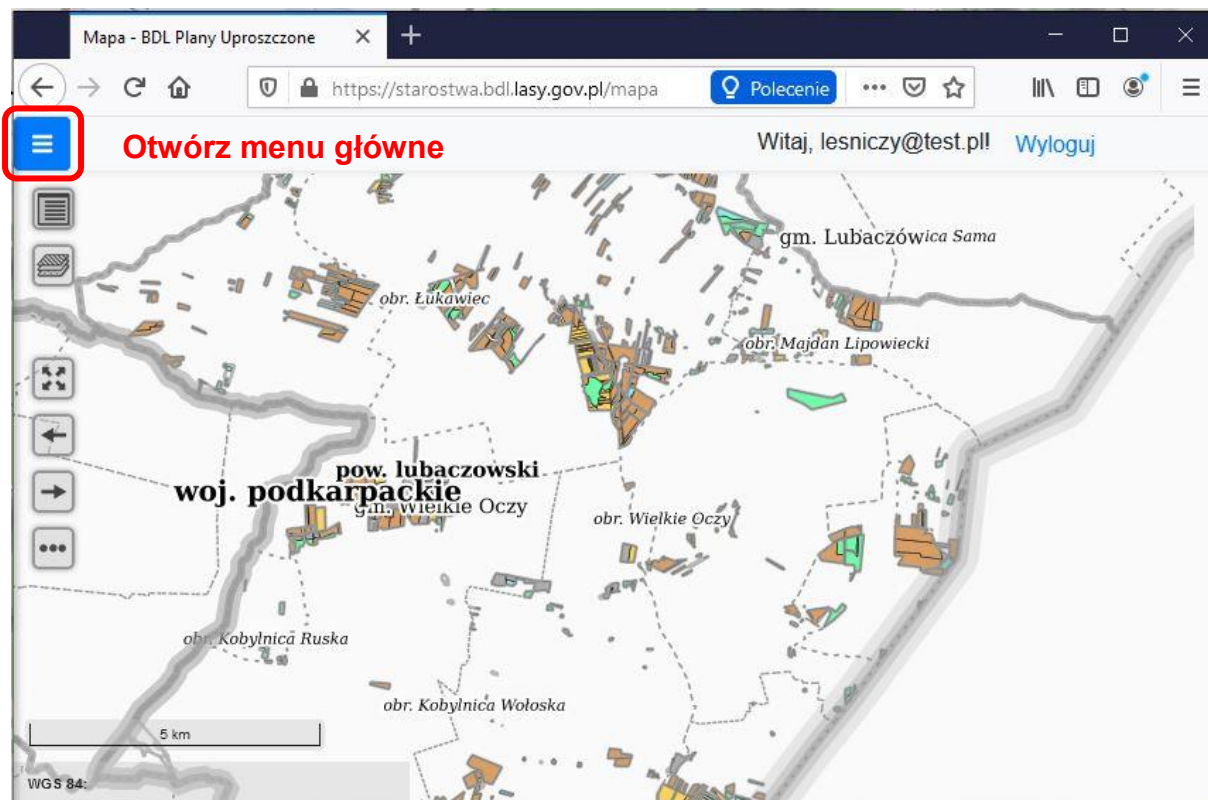 Mapa - BDL Plany Uproszczone
https://starostwa.bdl.lasy.gov.pl/mapa Polecenie
Otwórz menu główne Witaj, lesniczy@test.pl! Wyloguj
gm. Lubaczów ica Sama
obr. Łukawiec
obr. Majdan Lipowiecki
pow. lubaczowski
woj. podkarpackie
gm. Wielkie Oczy
obr. Wielkie Oczy
obr. Kobylnica Ruska
obr. Kobylnica Wołoska
5 km
WGS 84: